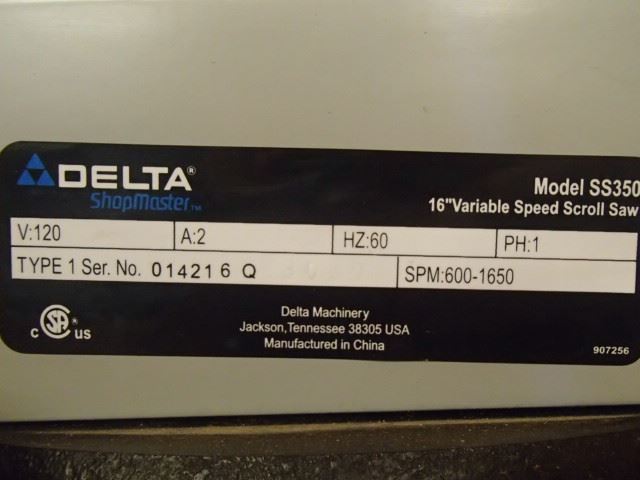 DELTA®
ShopMaster™
Model SS350
16"Variable Speed Scroll Saw
V:120 A:2 HZ:60 PH:1
TYPE 1 Ser. No. 014216 Q SPM:600-1650
C SA US
Delta Machinery
Jackson,Tennessee 38305 USA
Manufactured in China
907256